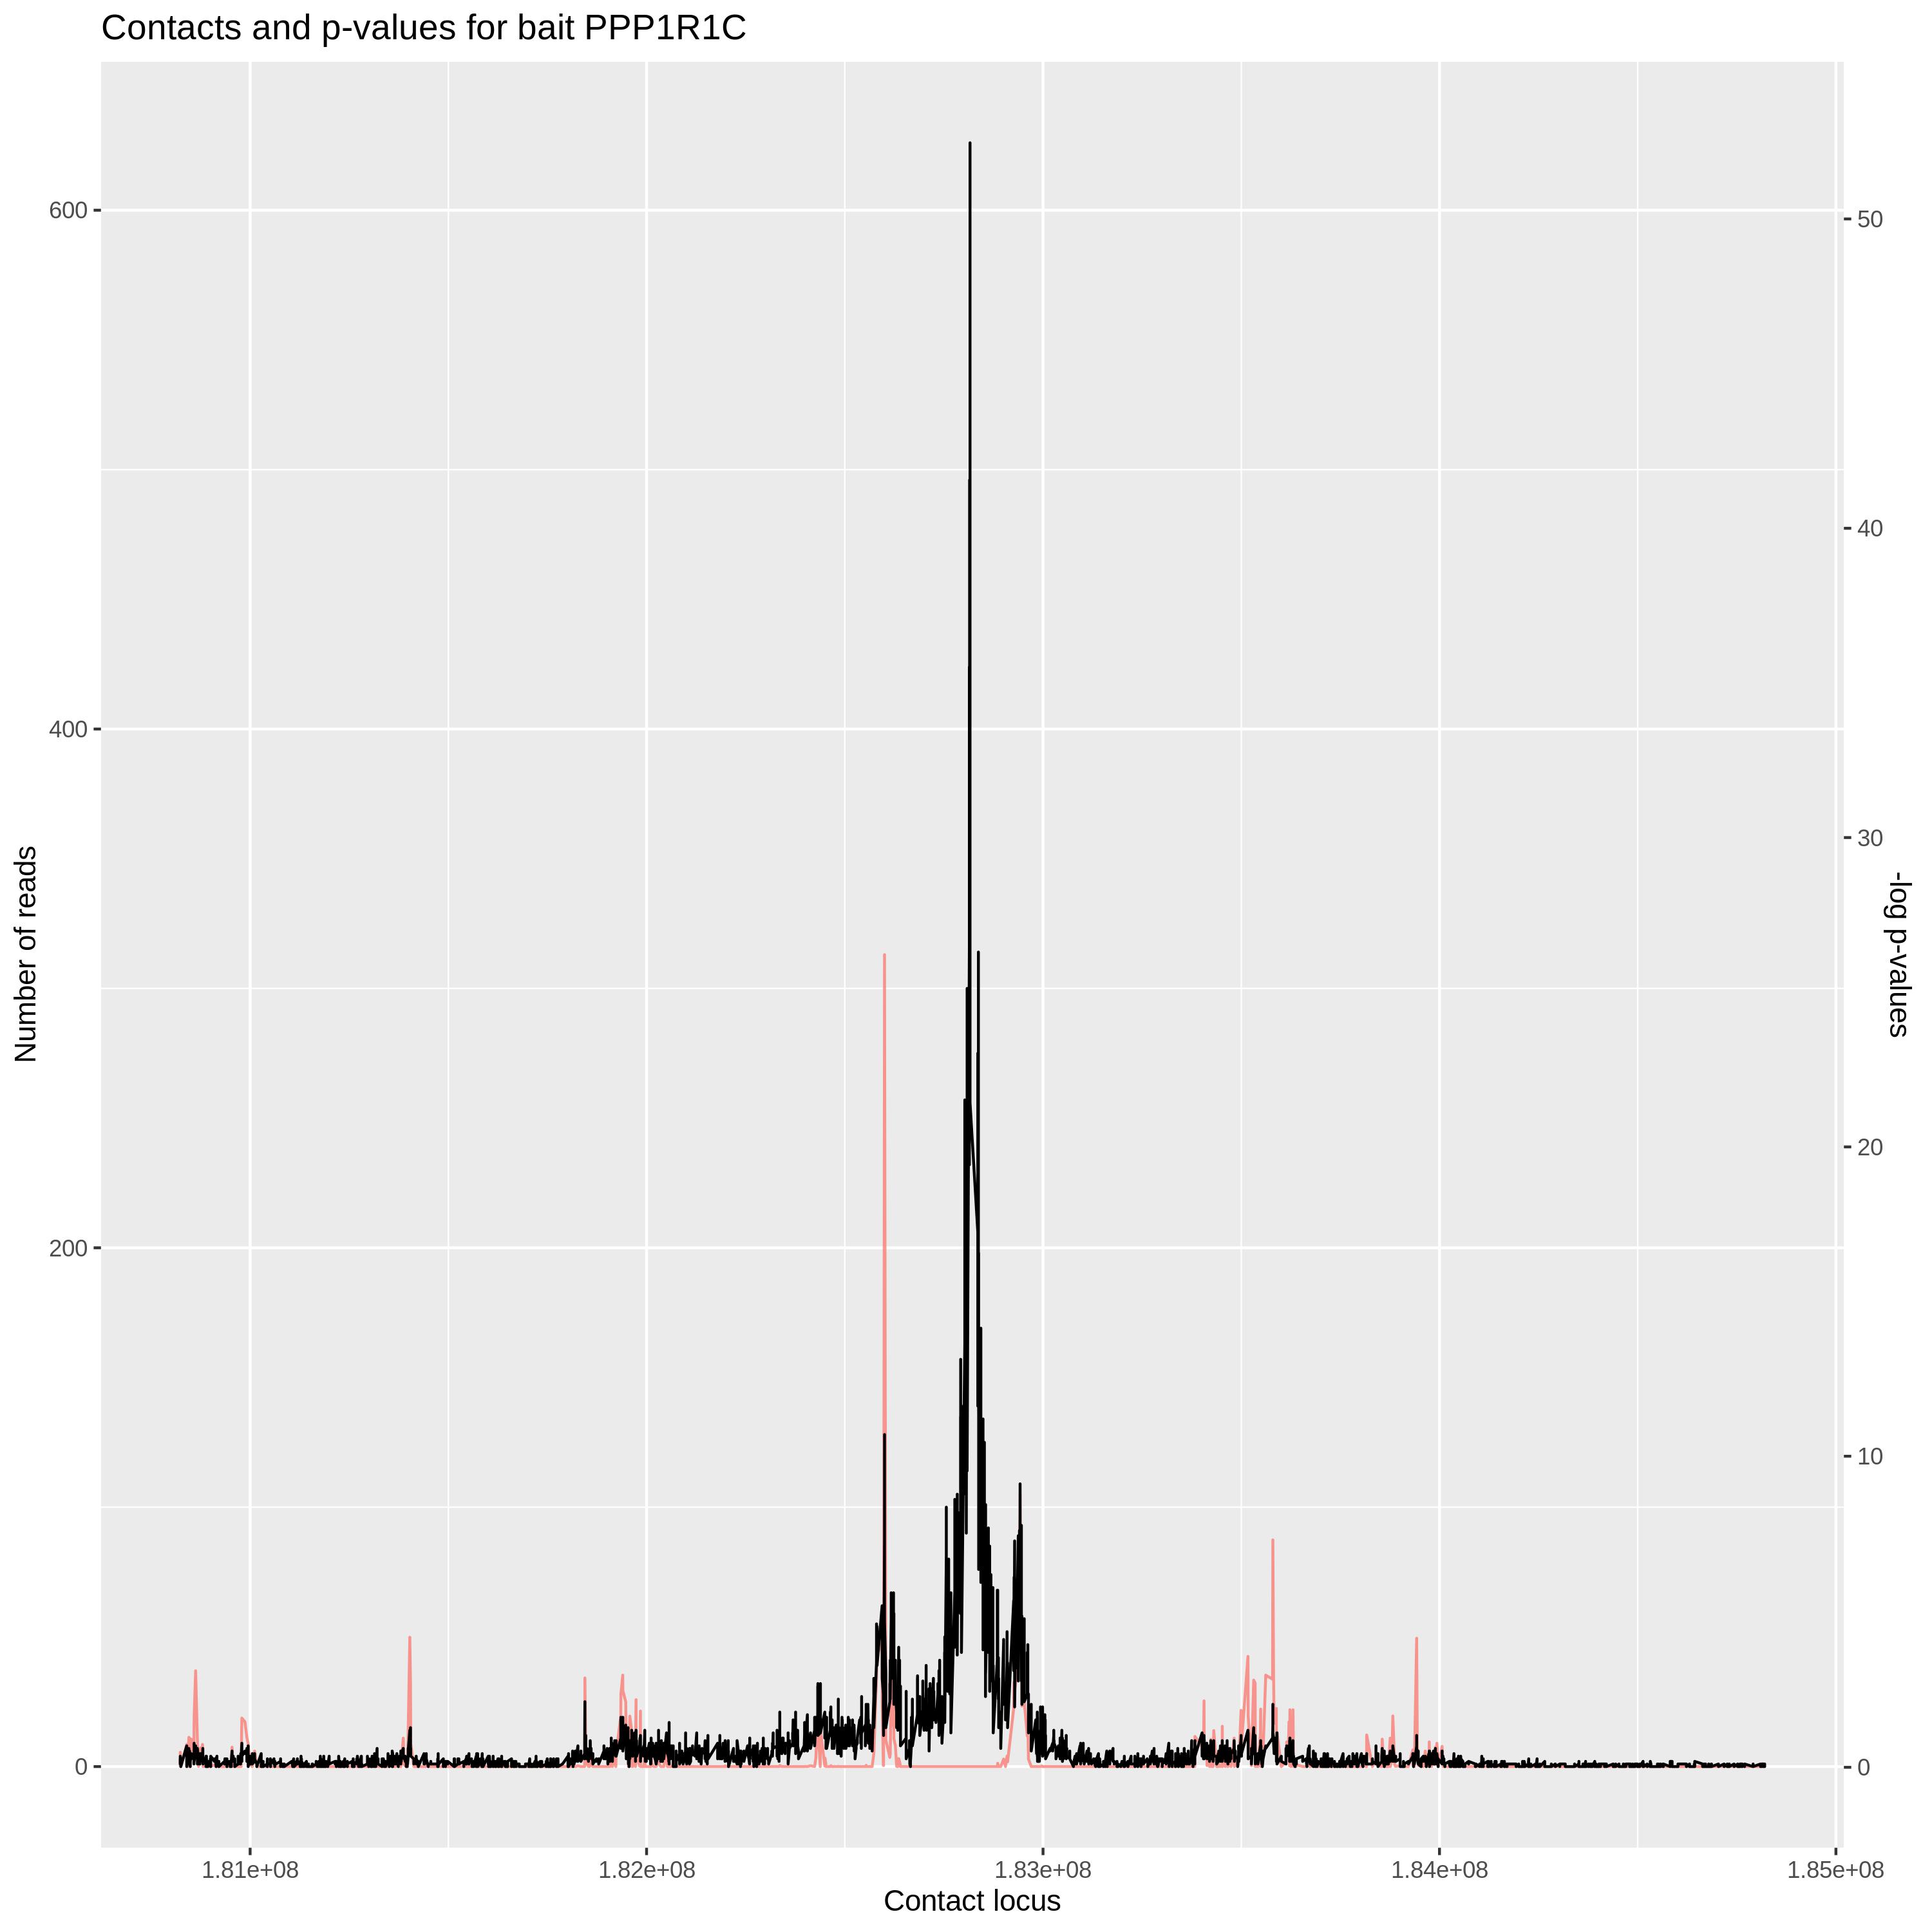 Contacts and p-values for bait PPP1R1C
600
400
200
0
Number of reads
50
40
30
20
10
0
-log p-values
1.81e+08
1.82e+08
1.83e+08
1.84e+08
1.85e+08
Contact locus